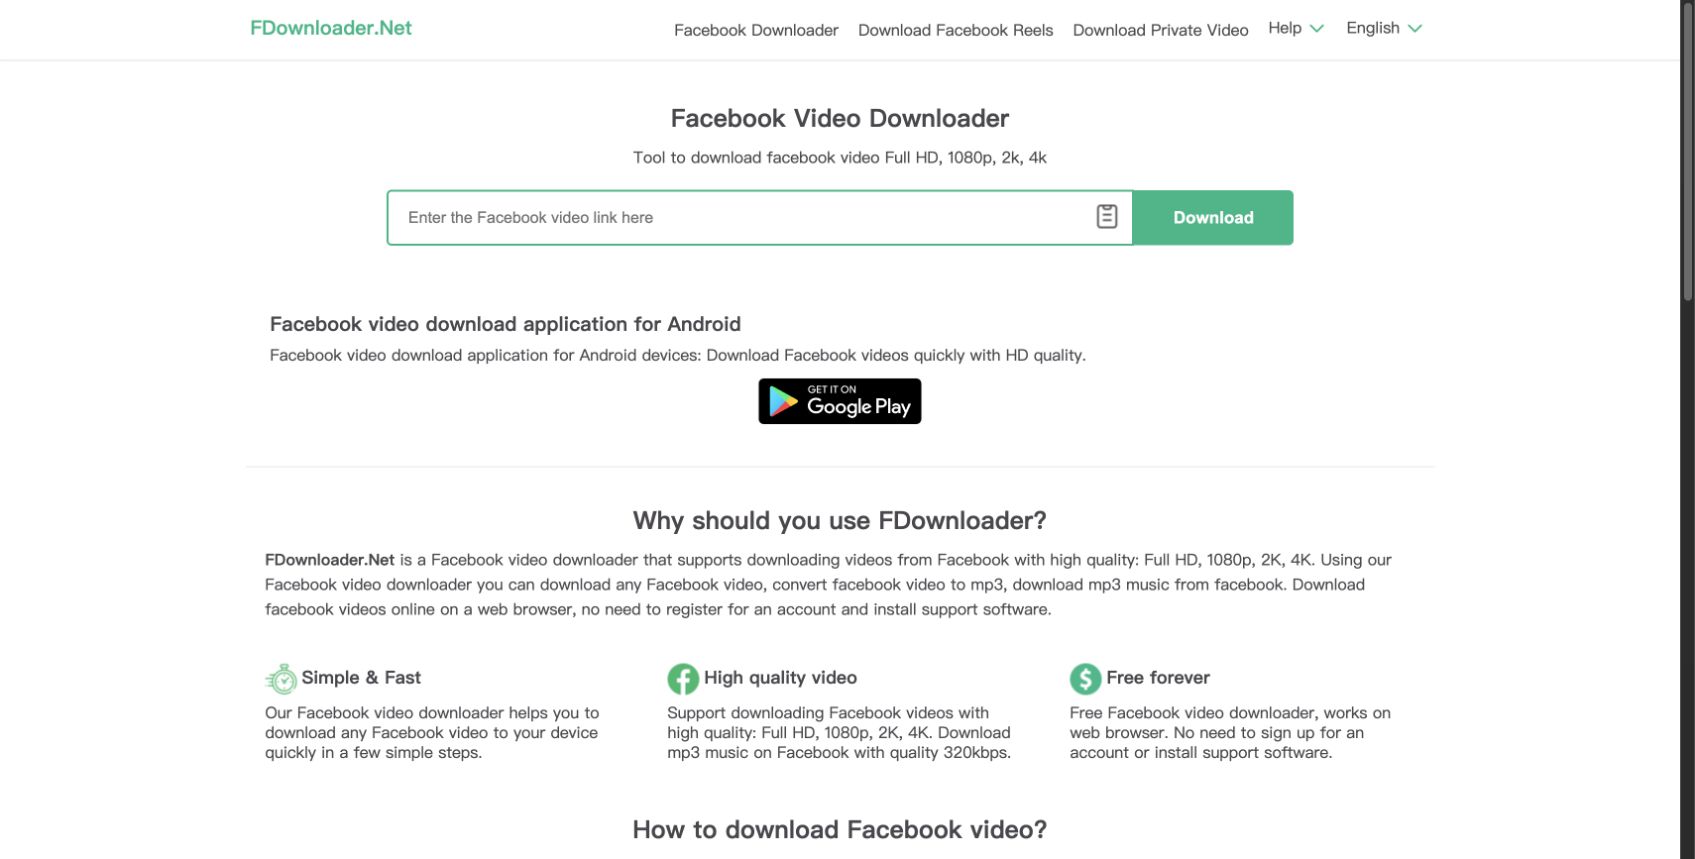 FDownloader.Net
Facebook Downloader
Download Facebook Reels
Download Private Video
Help
English
Facebook Video Downloader
Tool to download facebook video Full HD, 1080p, 2k, 4k
Enter the Facebook video link here
Download
Facebook video download application for Android
Facebook video download application for Android devices: Download Facebook videos quickly with HD quality.
GET IT ON
Google Play
Why should you use FDownloader?
FDownloader.Net is a Facebook video downloader that supports downloading videos from Facebook with high quality: Full HD, 1080p, 2K, 4K. Using our
Facebook video downloader you can download any Facebook video, convert facebook video to mp3, download mp3 music from facebook. Download
facebook videos online on a web browser, no need to register for an account and install support software.
Simple & Fast
Our Facebook video downloader helps you to
download any Facebook video to your device
quickly in a few simple steps.
High quality video
Support downloading Facebook videos with
high quality: Full HD, 1080p, 2K, 4K. Download
mp3 music on Facebook with quality 320kbps.
Free forever
Free Facebook video downloader, works on
web browser. No need to sign up for an
account or install support software.
How to download Facebook video?